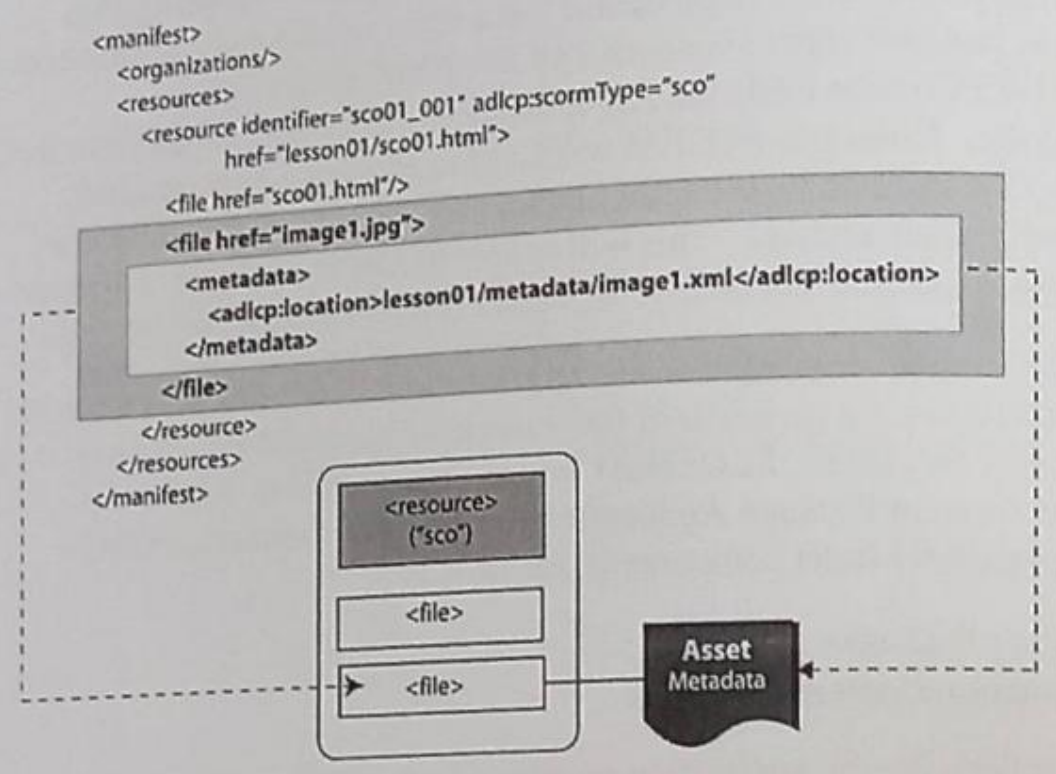 <manifest>
<organizations/>
<resources>
<resource identifier="sco01_001" adlcp:scormType="sco"
href="lesson01/sco01.html">
<file href="sco01.html"/>
<file href="image1.jpg">
<metadata>
<adlcp:location>lesson01/metadata/image1.xml</adlcp:location>
</metadata>
</file>
</resource>
</resources>
</manifest>
<resource>
("sco")
<file>
<file>
Asset
Metadata